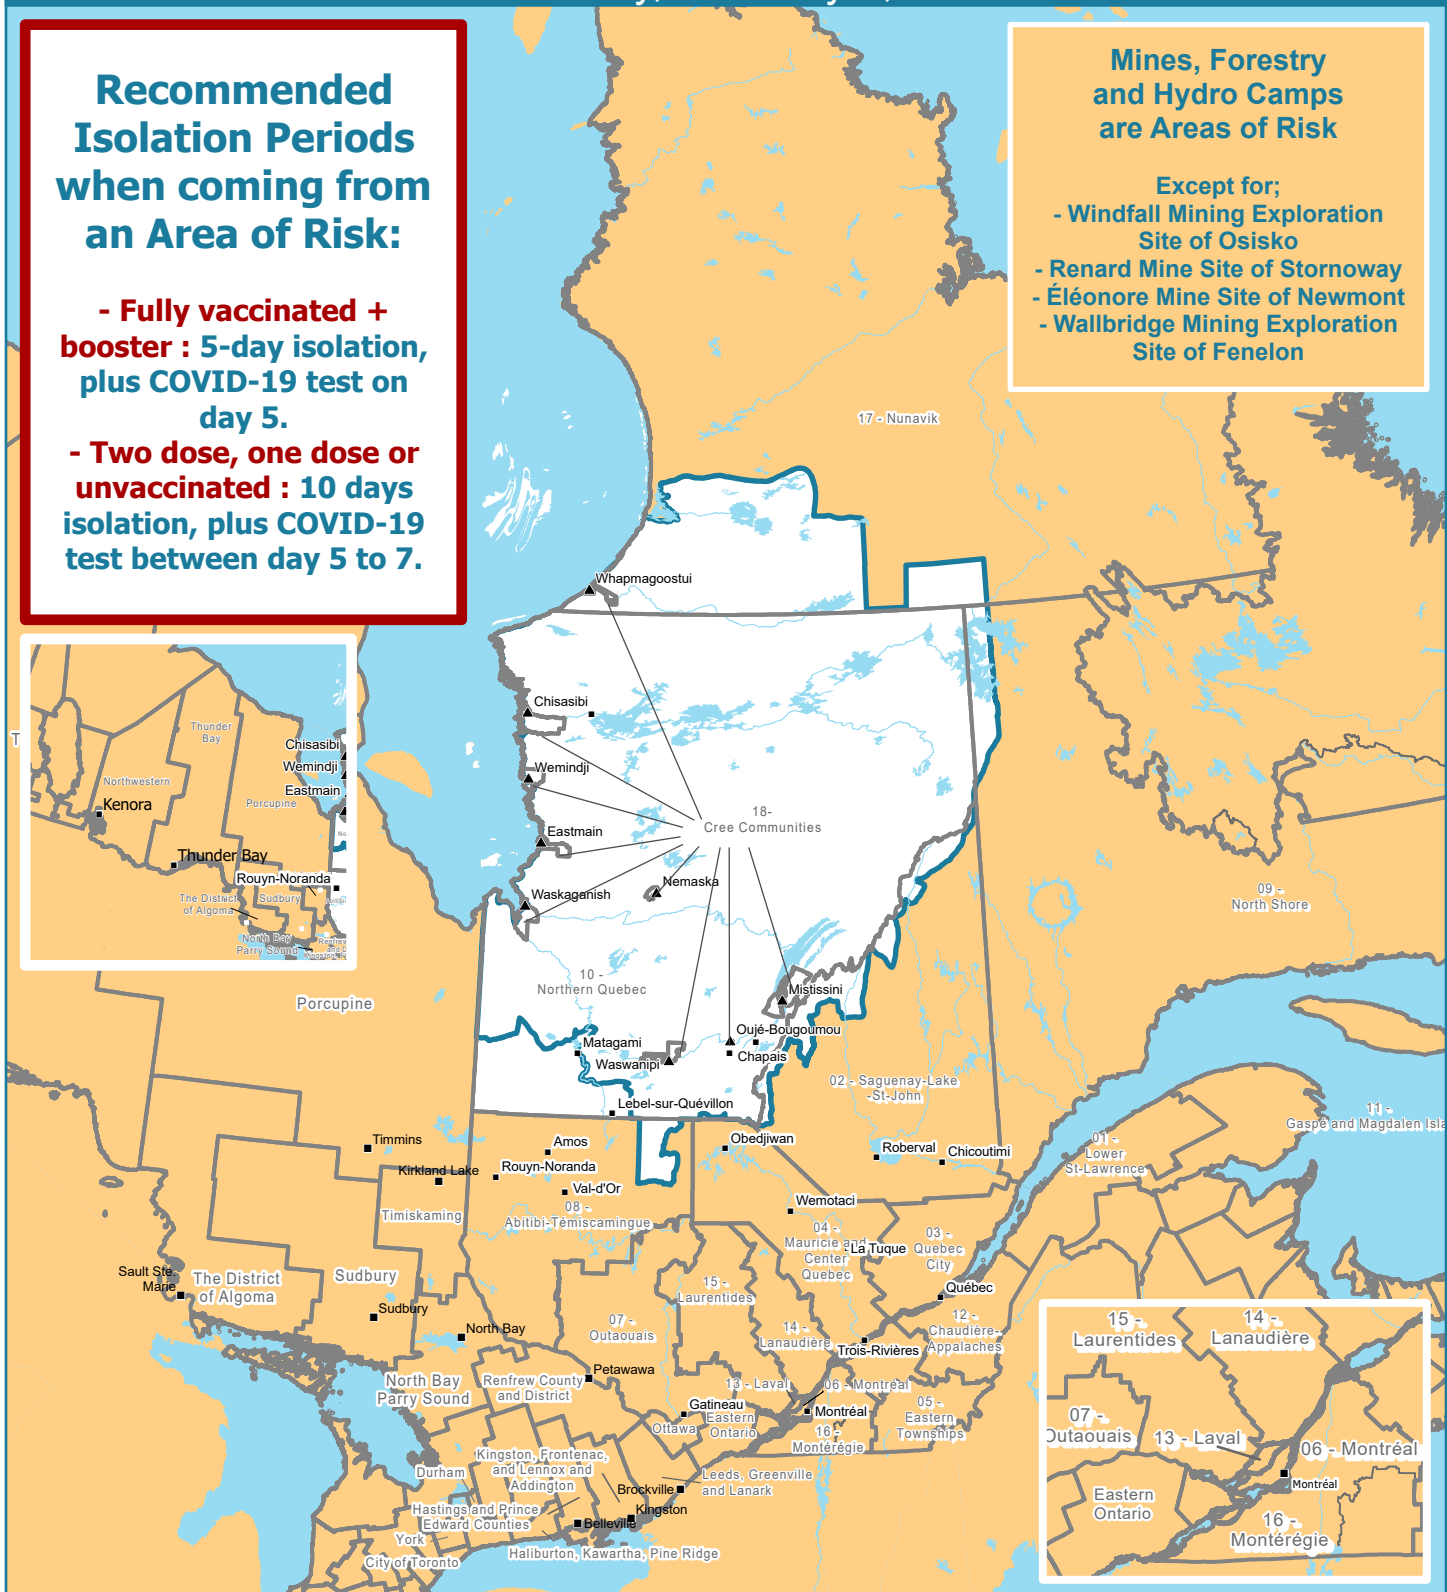 Recommended
Isolation Periods
when coming from
an Area of Risk:
- Fully vaccinated +
booster : 5-day isolation,
plus COVID-19 test on
day 5.
- Two dose, one dose or
unvaccinated : 10 days
isolation, plus COVID-19
test between day 5 to 7.
Mines, Forestry
and Hydro Camps
are Areas of Risk
Except for;
- Windfall Mining Exploration
Site of Osisko
- Renard Mine Site of Stornoway
- Éléonore Mine Site of Newmont
- Wallbridge Mining Exploration
Site of Fenelon
17 - Nunavik
Whapmagoostui
Chisasibi
Wemindji
Eastmain
Waskaganish
Nemaska
18-
Cree Communities
10 -
Northern Quebec
Mistissini
Oujé-Bougoumou
Chapais
Matagami
Waswanipi
Lebel-sur-Quévillon
09 -
North Shore
Thunder
Bay
Northwestern
Kenora
Porcupine
Chisasibi
Wemindji
Eastmain
Thunder Bay
Rouyn-Noranda
The District
of Algoma
Sudbury
North Bay
Parry Sound
Porcupine
02 - Saguenay-Lake
-St-John
11 -
Gaspé and Magdalen Isla
01 -
Lower
St-Lawrence
Timmins
Kirkland Lake
Amos
Rouyn-Noranda
Val-d'Or
08 -
Abitibi-Témiscamingue
Obedjiwan
Roberval
Chicoutimi
Wemotaci
Timiskaming
04 -
Mauricie and
Center
Quebec
La Tuque
03 -
Quebec
City
Québec
Sault Ste.
Marie
The District
of Algoma
Sudbury
Sudbury
North Bay
07 -
Outaouais
15 -
Laurentides
14 -
Lanaudière
Trois-Rivières
12 -
Chaudière-
Appalaches
North Bay
Parry Sound
Renfrew County
and District
Petawawa
Gatineau
Ottawa
Eastern
Ontario
13 - Laval
06 - Montréal
Montréal
16 -
Montérégie
05 -
Eastern
Townships
Durham
Kingston, Frontenac,
and Lennox and
Addington
Leeds, Greenville
and Lanark
Brockville
Kingston
Hastings and Prince
Edward Counties
Belleville
York
City of Toronto
Haliburton, Kawartha, Pine Ridge
15 -
Laurentides
14 -
Lanaudière
07 -
Outaouais
13 - Laval
06 - Montréal
Montréal
Eastern
Ontario
16 -
Montérégie